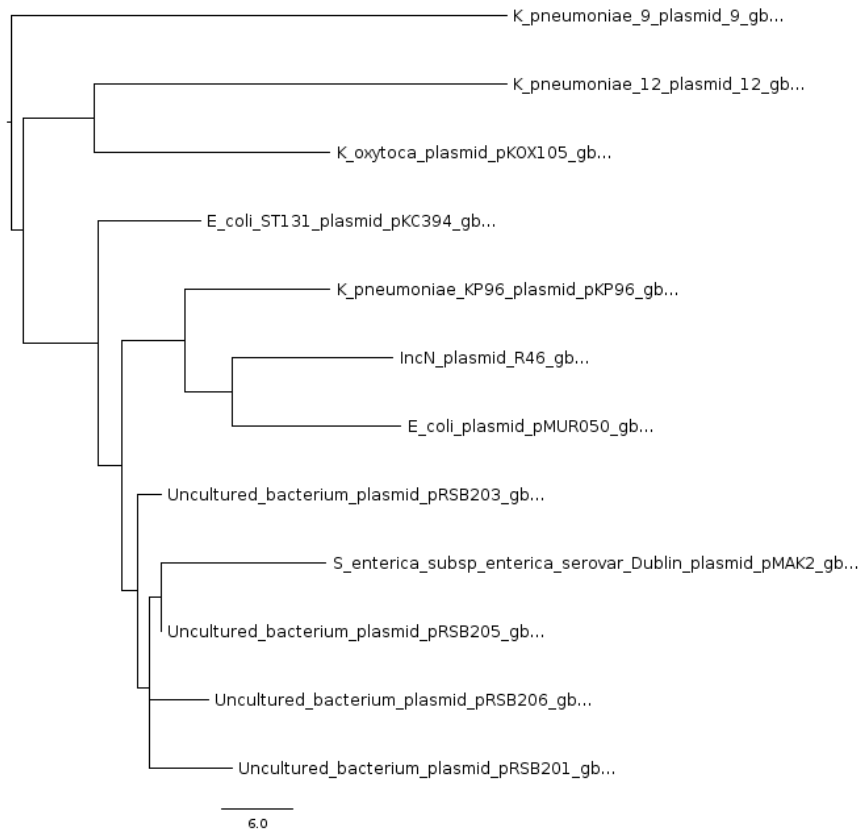 K_pneumoniae_9_plasmid_9_gb...
K_pneumoniae_12_plasmid_12_gb...
K_oxytoca_plasmid_pKOX105_gb...
E_coli_ST131_plasmid_pKC394_gb...
K_pneumoniae_KP96_plasmid_pKP96_gb...
IncN_plasmid_R46_gb...
E_coli_plasmid_pMUR050_gb...
Uncultured_bacterium_plasmid_pRSB203_gb...
S_enterica_subsp_enterica_serovar_Dublin_plasmid_pMAK2_gb...
Uncultured_bacterium_plasmid_pRSB205_gb...
Uncultured_bacterium_plasmid_pRSB206_gb...
Uncultured_bacterium_plasmid_pRSB201_gb...
6.0